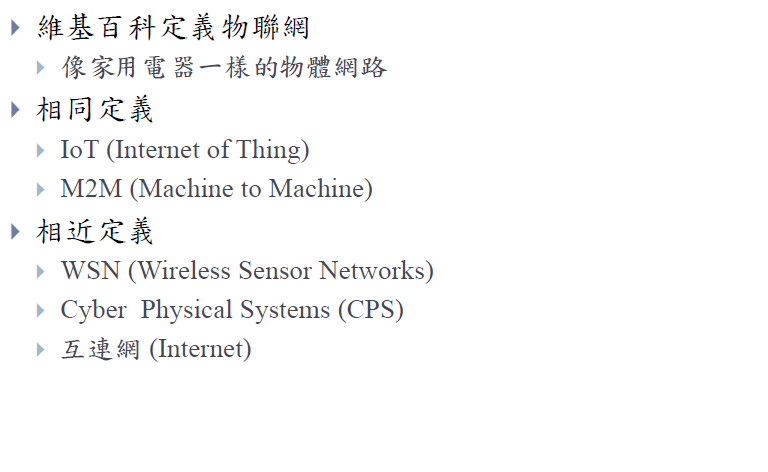 維基百科定義物聯網
像家用電器一樣的物體網路
相同定義
IoT (Internet of Thing)
M2M (Machine to Machine)
相近定義
WSN (Wireless Sensor Networks)
Cyber  Physical Systems (CPS)
互連網 (Internet)